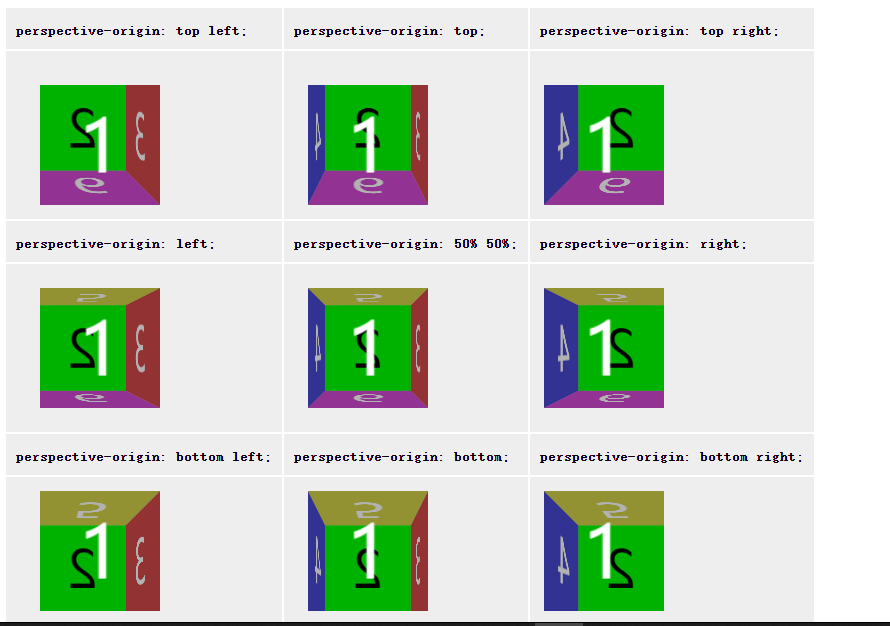 perspective-origin: top left;
perspective-origin: top;
perspective-origin: top right;
2 1 3
6
4 2 1 3
6
4 1 2
6
perspective-origin: left;
perspective-origin: 50% 50%;
perspective-origin: right;
5
2 1 3
6
5
4 2 1 3
6
5
4 1 2
6
perspective-origin: bottom left;
perspective-origin: bottom;
perspective-origin: bottom right;
5
2 1 3
5
4 2 1 3
5
4 1 2